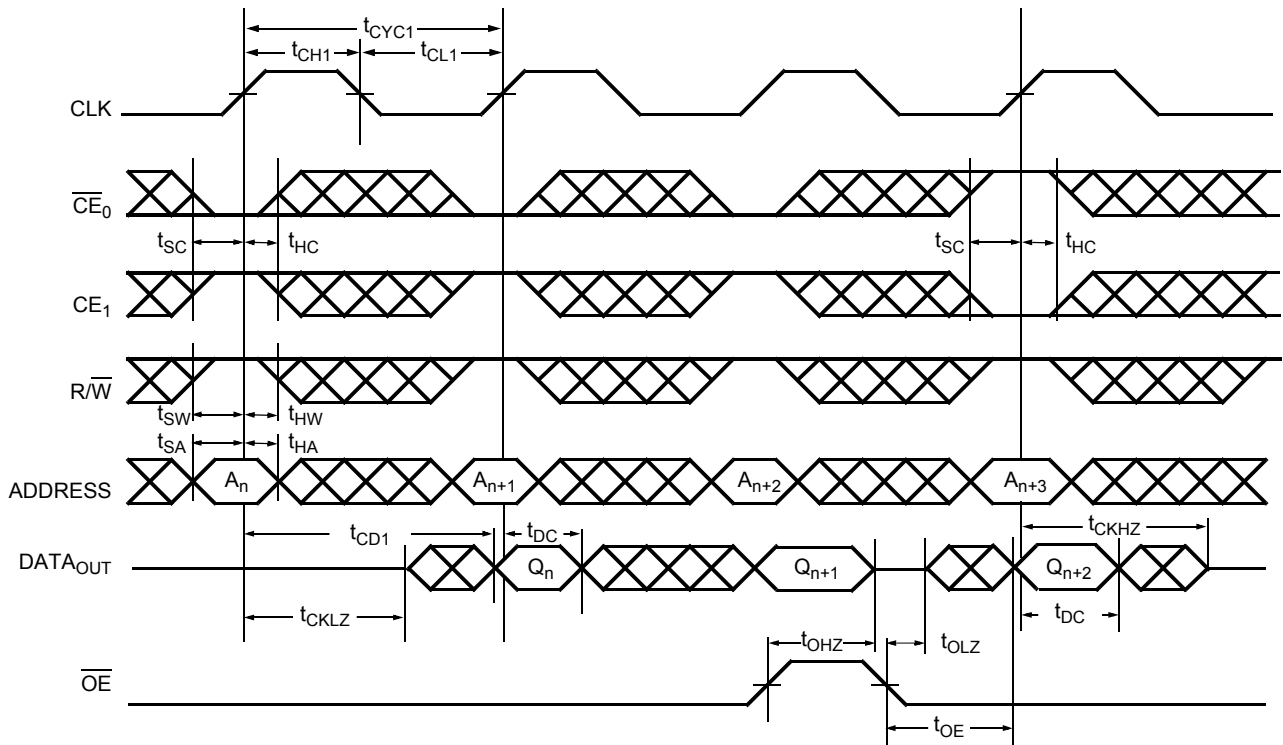 tCYC1
tCH1 tCL1
CLK
CE0
tSC tHC tSC tHC
CE1
R/W
tSW tHW
tSA tHA
ADDRESS An An+1 An+2 An+3
tCD1 tDC tCKHZ
DATAOUT Qn Qn+1 Qn+2
tCKLZ tDC
tOHZ tOLZ
OE
tOE